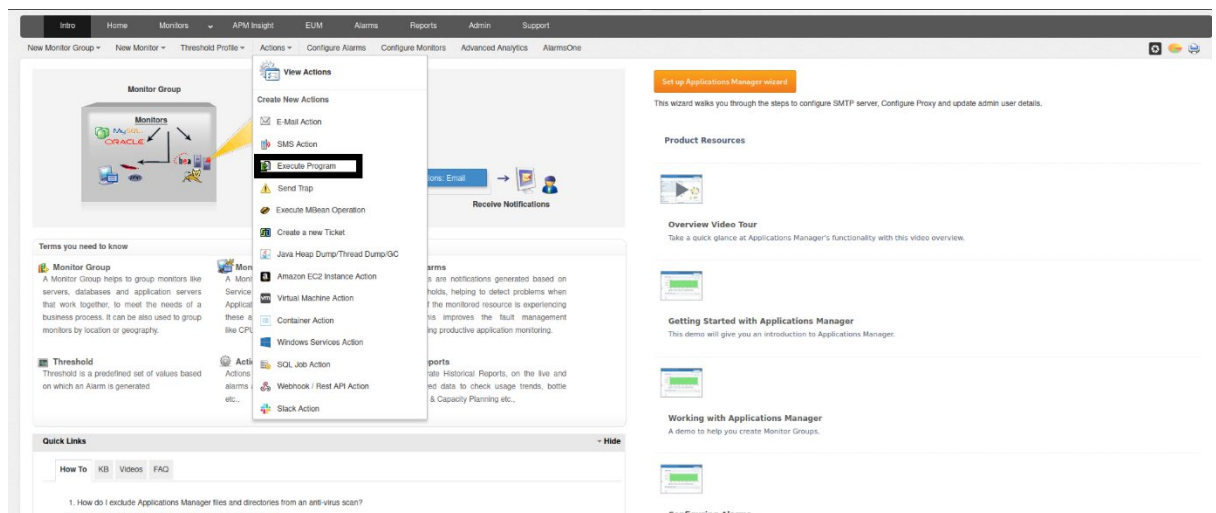 Intro Home Monitors APM Insight EUM Alarms Reports Admin Support
New Monitor Group New Monitor Threshold Profile Actions Configure Alarms Configure Monitors Advanced Analytics AlarmsOne
View Actions
Create New Actions
E-Mail Action
SMS Action
Execute Program
Send Trap
Execute MBean Operation
Create a new Ticket
Java Heap Dump/Thread Dump/GC
Amazon EC2 Instance Action
Virtual Machine Action
Container Action
Windows Services Action
SQL Job Action
Webhook / Rest API Action
Slack Action
Monitor Group
Monitors
MySQL
ORACLE
bea
ions: Email
Receive Notifications
Terms you need to know
Monitor Group
A Monitor Group helps to group monitors like
servers, databases and application servers
that work together, to meet the needs of a
business process. It can be also used to group
monitors by location or geography.
Mon
A Moni
Service
Applicat
these a
like CPU
arms
s are notifications generated based on
holds, helping to detect problems when
f the monitored resource is experiencing
his improves the fault management
ing productive application monitoring.
Threshold
Threshold is a predefined set of values based
on which an Alarm is generated
Acti
Actions
alarms
etc..
ports
rate Historical Reports, on the live and
ed data to check usage trends, bottle
& Capacity Planning etc..
Quick Links Hide
How To KB Videos FAQ
1. How do I exclude Applications Manager files and directories from an anti-virus scan?
Set up Applications Manager wizard
This wizard walks you through the steps to configure SMTP server, Configure Proxy and update admin user details.
Product Resources
Overview Video Tour
Take a quick glance at Applications Manager's functionality with this video overview.
Getting Started with Applications Manager
This demo will give you an introduction to Applications Manager.
Working with Applications Manager
A demo to help you create Monitor Groups.